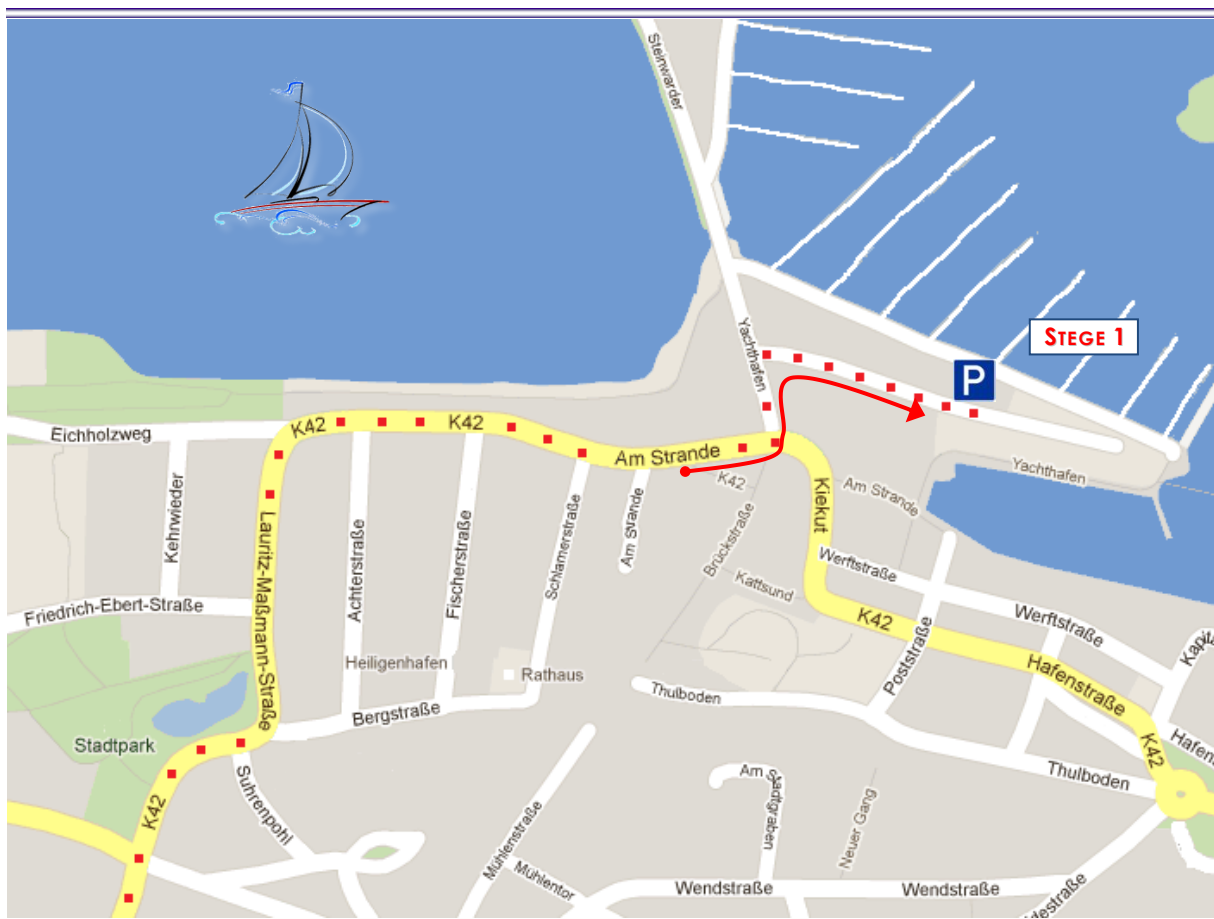 Steinwarder
STEGE 1
P
Yachthafen
Eichholzweg
K42
K42
Am Strande
K42
Yachthafen
Am Strande
Kiekut
Kehrwieder
Lauritz-Maßmann-Straße
Achterstraße
Fischerstraße
Schlamerstraße
Am Strande
Brückstraße
Kattsund
Werftstraße
Friedrich-Ebert-Straße
K42
Werftstraße
Poststraße
Heiligenhafen
Rathaus
Hafenstraße
Thulboden
Bergstraße
Stadtpark
K42
Thulboden
K42
Suhrenpohl
Am Stadtgraben
Neuer Gang
Mühlenstraße
Mühlentor
Wendstraße
Wendstraße